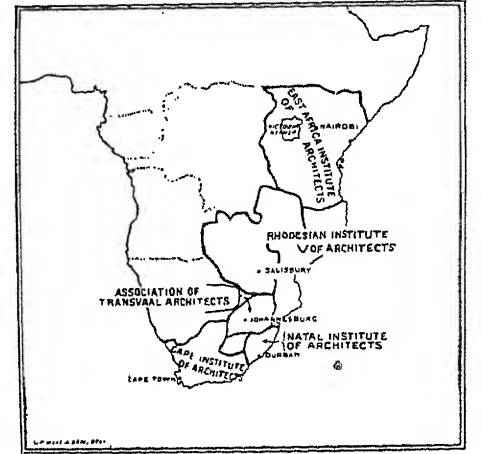 EAST AFRICA INSTITUTE
OF ARCHITECTS
VICTORIA
NYANZA
NAIROBI
RHODESIAN INSTITUTE
OF ARCHITECTS
SALISBURY
ASSOCIATION OF
TRANSVAAL ARCHITECTS
JOHANNESBURG
NATAL INSTITUTE
OF ARCHITECTS
DURBAN
CAPE INSTITUTE
OF ARCHITECTS
CAPE TOWN